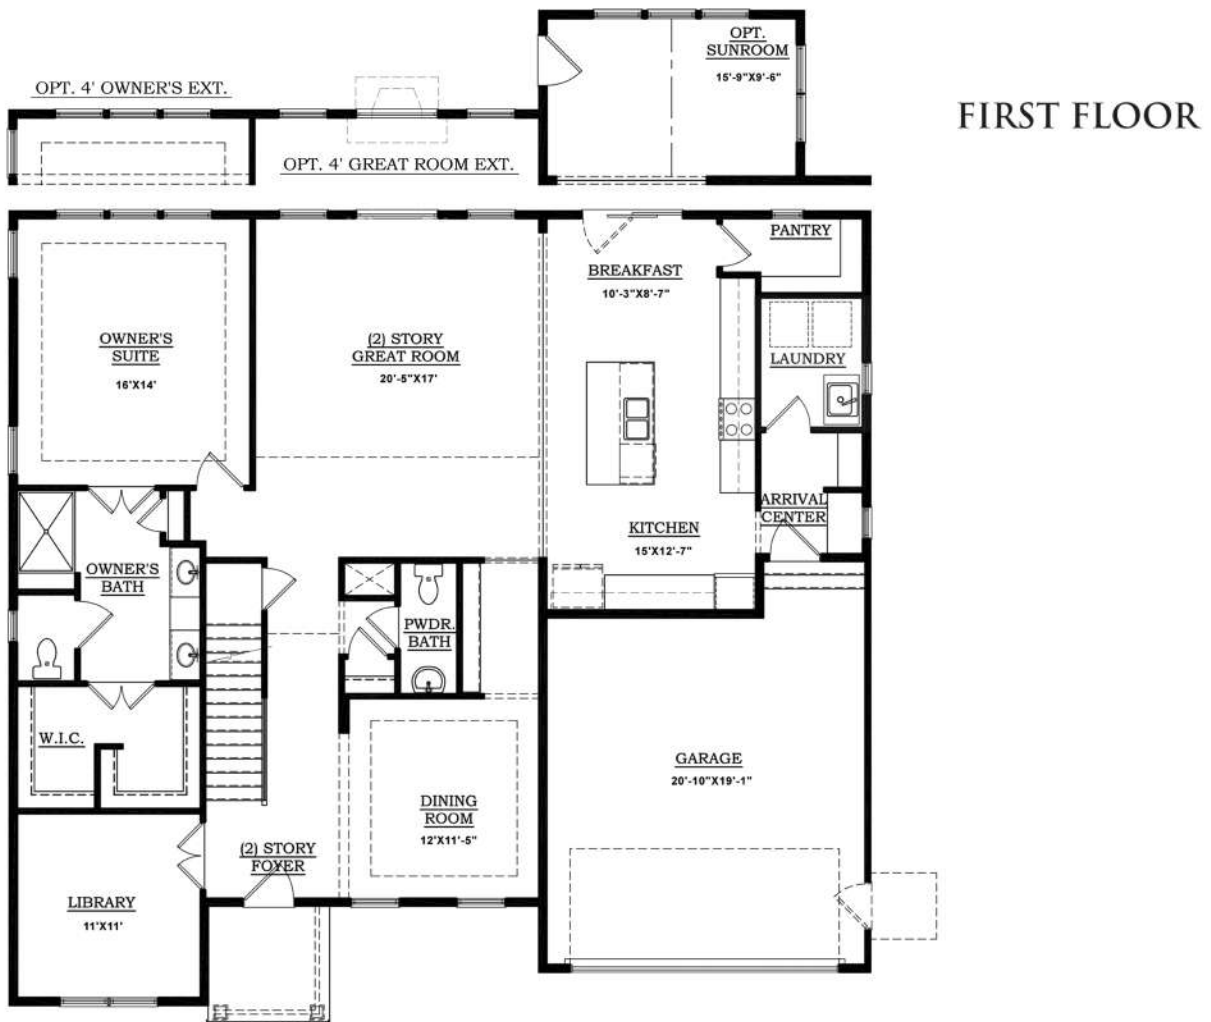 OPT.
SUNROOM
15'-9"X9'-6"
OPT. 4' OWNER'S EXT.
FIRST FLOOR
OPT. 4' GREAT ROOM EXT.
PANTRY
BREAKFAST
10'-3"X8'-7"
OWNER'S
SUITE
16'X14'
(2) STORY
GREAT ROOM
20'-5"X17'
LAUNDRY
ARRIVAL
CENTER
KITCHEN
15'X12'-7"
OWNER'S
BATH
PWDR.
BATH
W.I.C.
GARAGE
20'-10"X19'-1"
DINING
ROOM
12'X11'-5"
(2) STORY
FOYER
LIBRARY
11'X11'